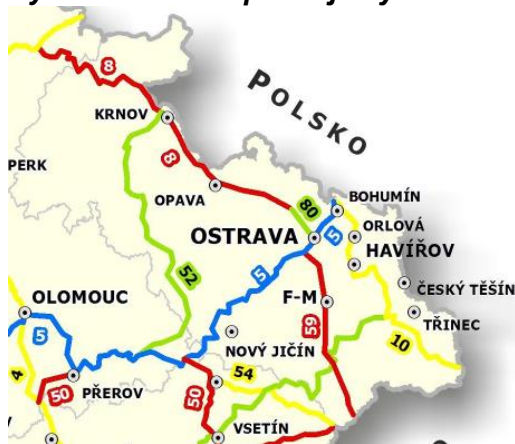 8
KRNOV
POLSKO
8
PERK
OPAVA
80
BOHUMÍN
OSTRAVA
5
ORLOVÁ
HAVÍŘOV
52
5
ČESKÝ TĚŠÍN
OLOMOUC
F-M
59
TŘINEC
5
NOVÝ JIČÍN
10
4
50
PŘEROV
54
50
VSETÍN